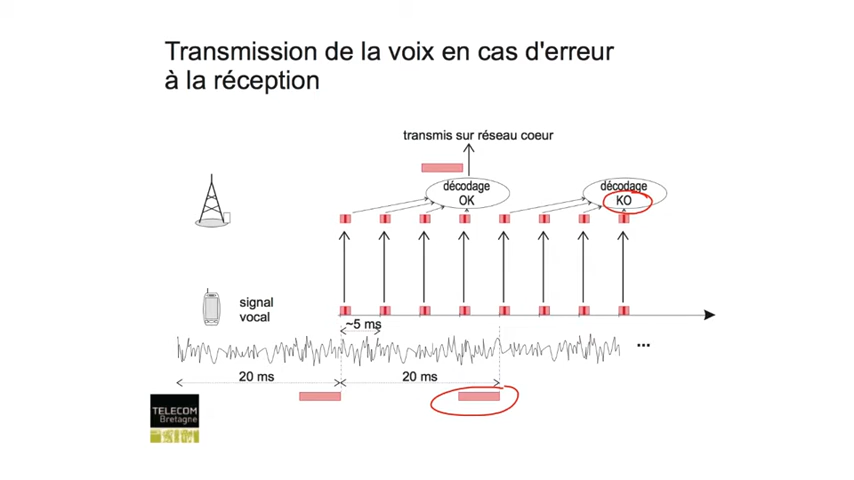 Transmission de la voix en cas d'erreur
à la réception
transmis sur réseau coeur
décodage
OK
décodage
KO
signal
vocal
~5 ms
...
20 ms
20 ms
TELECOM
Bretagne